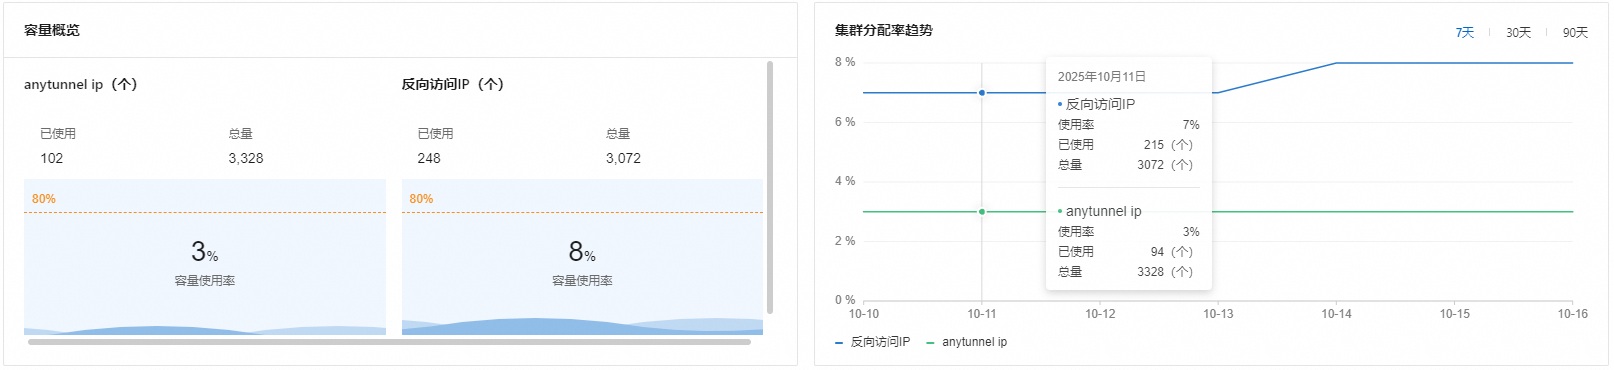 容量概览
anytunnel ip（个）
已使用
总量
102
3,328
80%
3%
容量使用率
反向访问IP（个）
已使用
总量
248
3,072
80%
8%
容量使用率
集群分配率趋势
7天
30天
90天
8 %
6 %
4 %
2 %
0 %
2025年10月11日
反向访问IP
使用率 7%
已使用 215（个）
总量 3072（个）
anytunnel ip
使用率 3%
已使用 94（个）
总量 3328（个）
10-10
10-11
10-12
10-13
10-14
10-15
10-16
反向访问IP
anytunnel ip